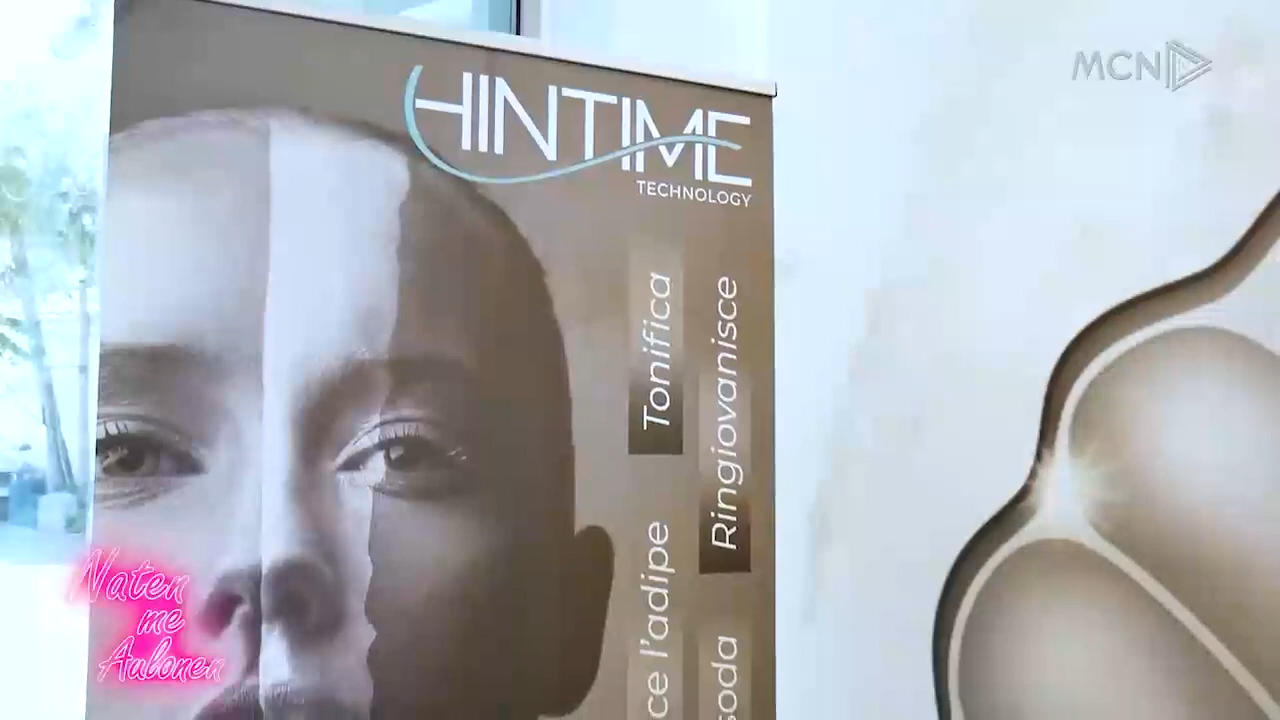 MCN
HINTIME
TECHNOLOGY
Tonifica
Ringiovanisce
ce l'adipe
soda
Naten
me
Aulonen